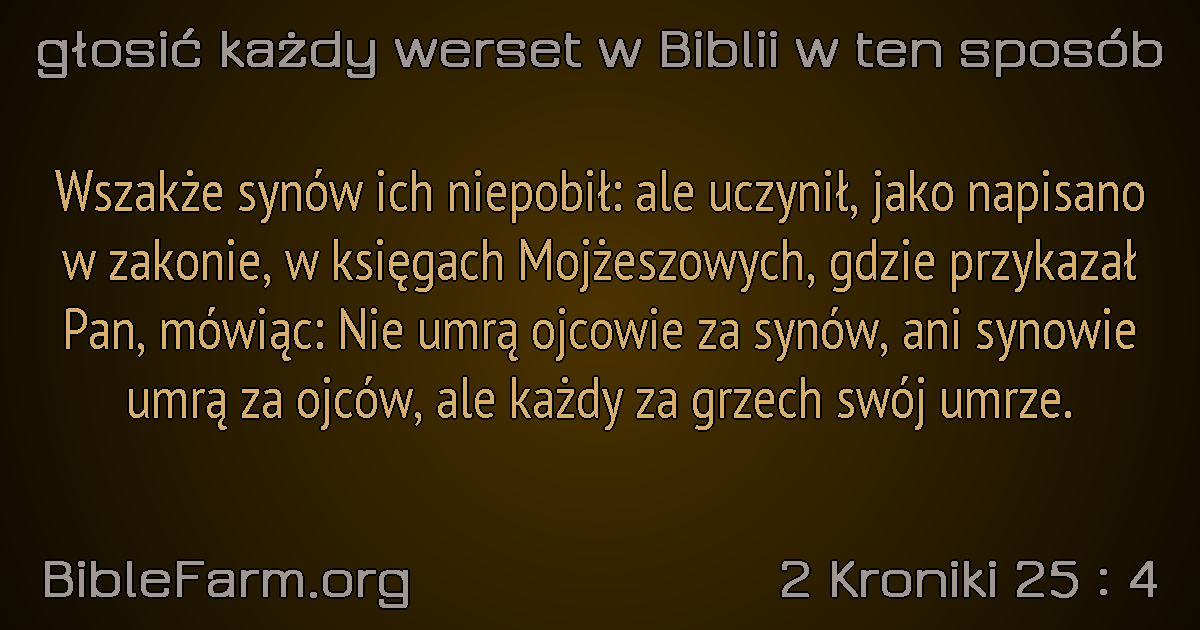 głosić każdy werset w Biblii w ten sposób
Wszakże synów ich niepobił: ale uczynił, jako napisano
w zakonie, w księgach Mojżeszowych, gdzie przykazał
Pan, mówiąc: Nie umrą ojcowie za synów, ani synowie
umrą za ojców, ale każdy za grzech swój umrze.
BibleFarm.org
2 Kroniki 25 : 4